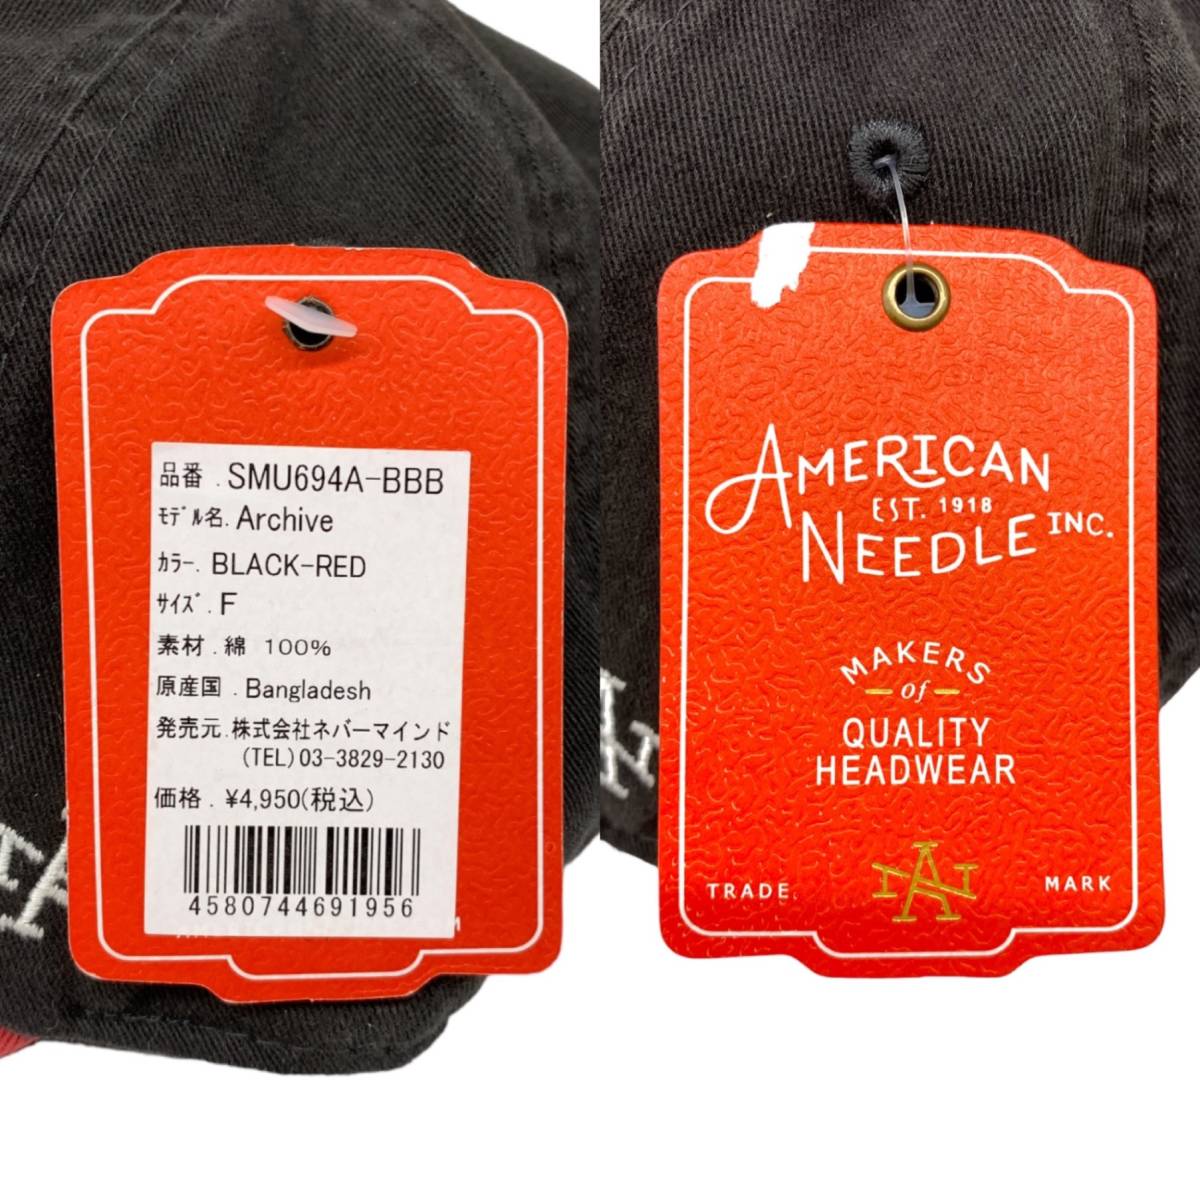 品番 . SMU694A-BBB
ﾓﾃﾞﾙ名. Archive
ｶﾗｰ. BLACK-RED
ｻｲｽﾞ . F
素材 . 綿 100%
原産国 . Bangladesh
発売元. 株式会社ネバーマインド
(TEL) 03-3829-2130
価格 . ¥4,950(税込)
4580744691956
AMERICAN
EST. 1918
NEEDLE INC.
MAKERS
of
QUALITY
HEADWEAR
TRADE.
MARK